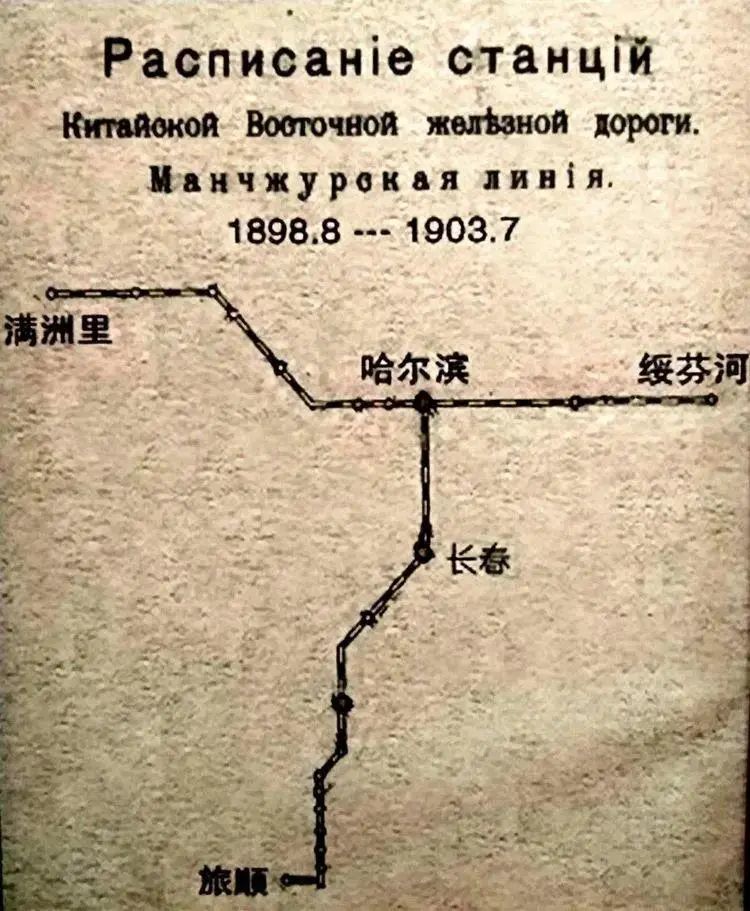 Расписаніе станцій
Китайской Восточной желѣзной дороги.
Манчжурская линія.
1898.8 --- 1903.7
满洲里
哈尔滨
绥芬河
长春
旅順